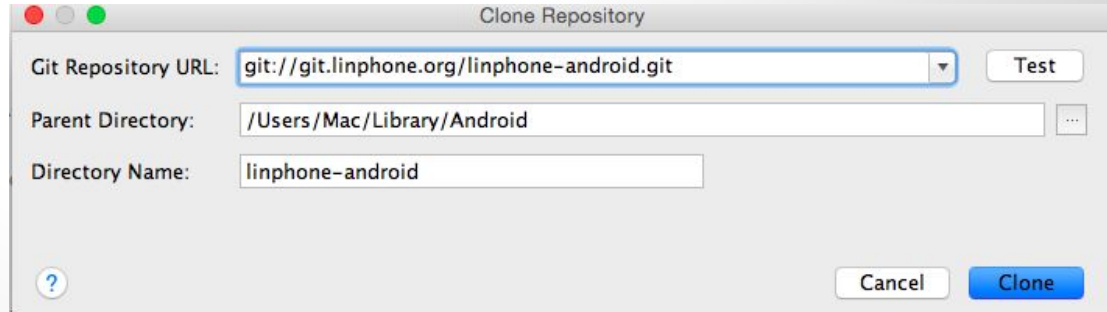 Clone Repository
Git Repository URL: git://git.linphone.org/linphone-android.git Test
Parent Directory: /Users/Mac/Library/Android ...
Directory Name: linphone-android
? Cancel Clone